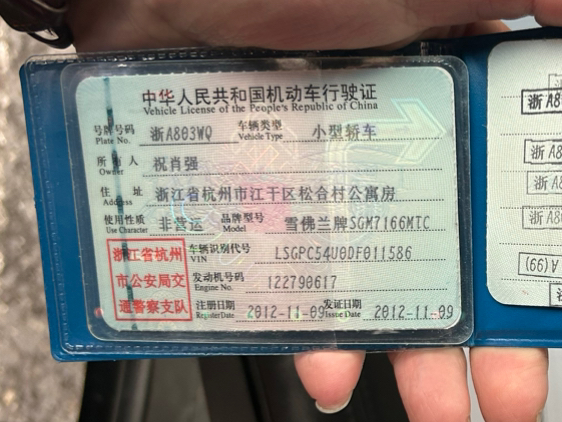 中华人民共和国机动车行驶证
Vehicle License of the People's Republic of China
号牌号码 浙A803WQ 车辆类型 小型轿车
Plate No. Vehicle Type
所有人 祝肖强
Owner
住址 浙江省杭州市江干区松合村公寓房
Address
使用性质 非营运 品牌型号 雪佛兰牌SGM7166MTC
Use Character Model
浙江省杭州
市公安局交
通警察支队
车辆识别代号 LSGPC54U0DF011586
VIN
发动机号码 122790617
Engine No.
注册日期 2012-11-09 发证日期 2012-11-09
Register Date Issue Date
浙A8
浙A8
浙A8
浙A8